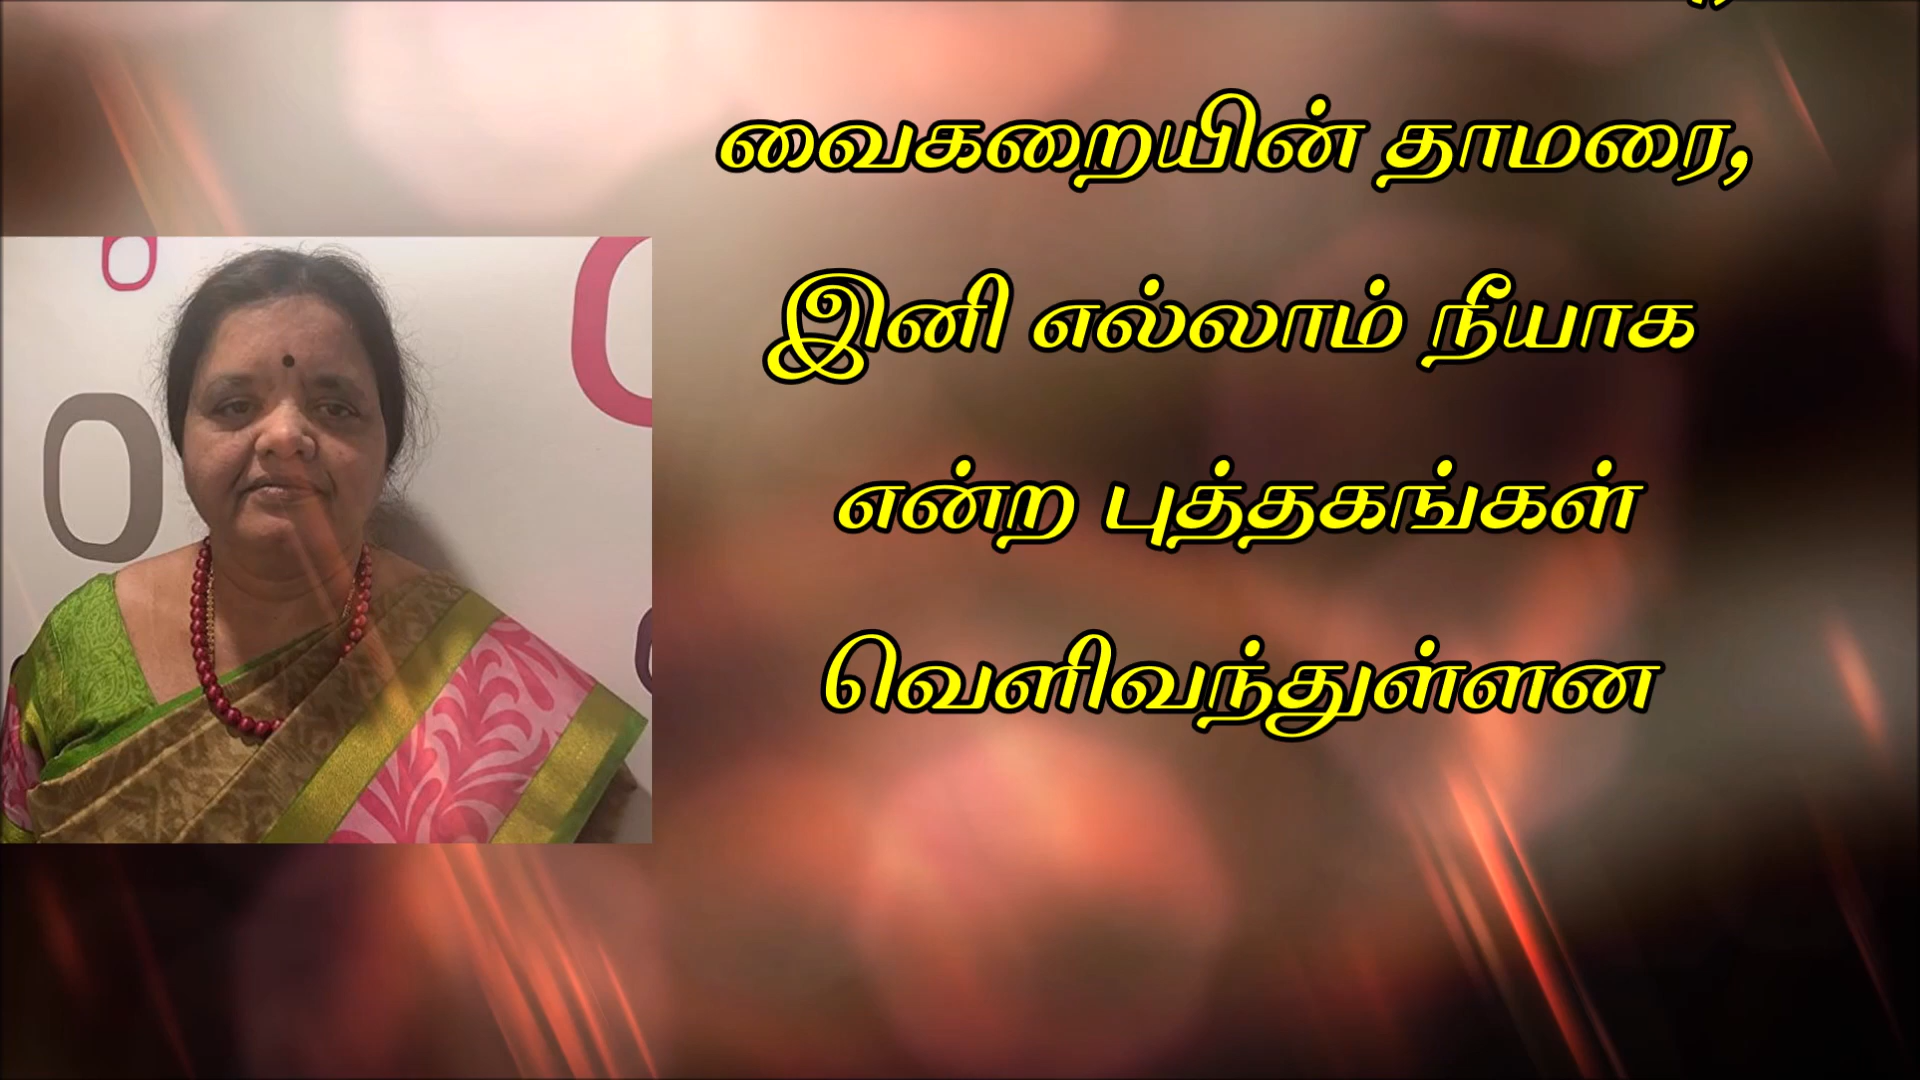 வைகறையின் தாமரை,
இனி எல்லாம் நீயாக
என்ற புத்தகங்கள்
வெளிவந்துள்ளன